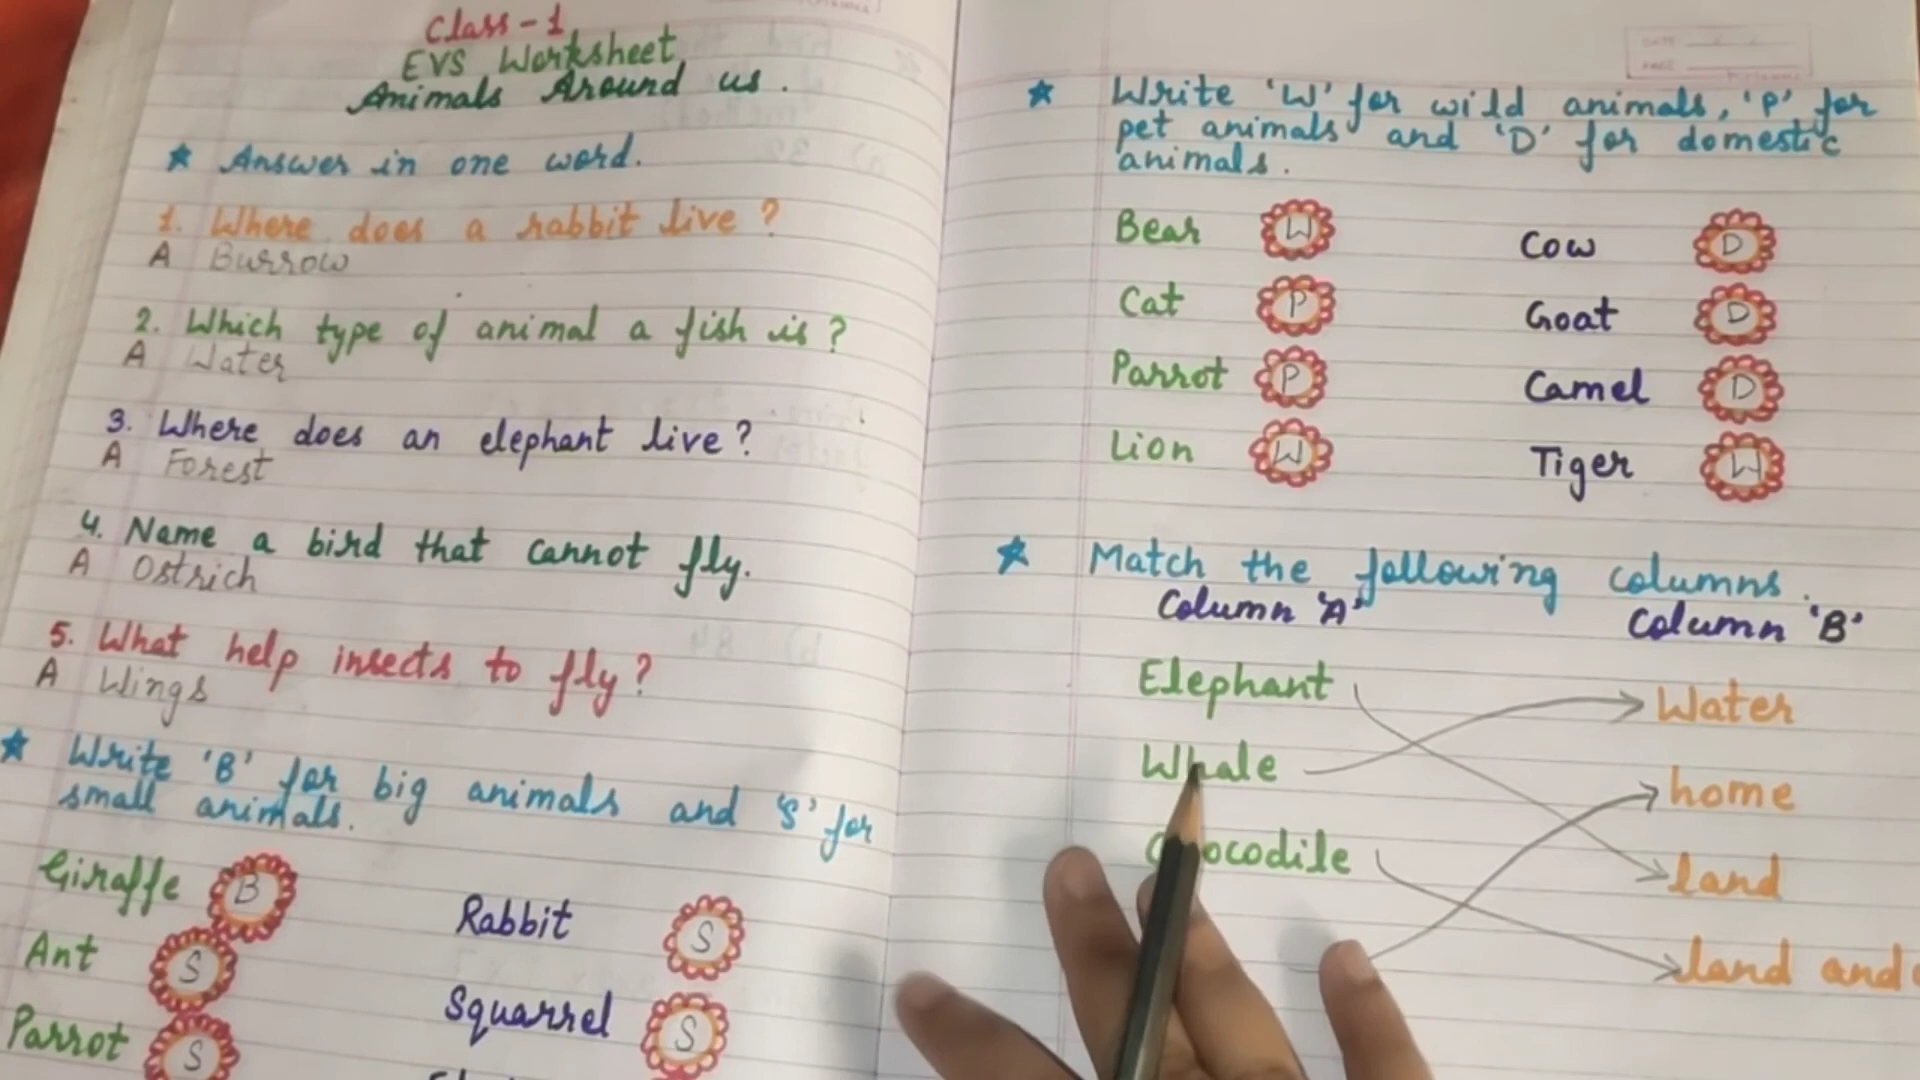 Class-1
EVS Worksheet
Animals Around us.
★ Answer in one word.
1. Where does a rabbit live?
A Burrow
2. Which type of animal a fish is?
A Water
3. Where does an elephant live?
A Forest
4. Name a bird that cannot fly.
A Ostrich
5. What help insects to fly?
A Wings
★ Write 'B' for big animals and 'S' for
small animals.
Giraffe B Rabbit S
Ant S Squarrel S
Parrot S
★ Write 'W' for wild animals, 'P' for
pet animals and 'D' for domestic
animals.
Bear W Cow D
Cat P Goat D
Parrot P Camel D
Lion W Tiger W
★ Match the following columns.
Column 'A' Column 'B'
Elephant Water
Whale home
Crocodile land
land and